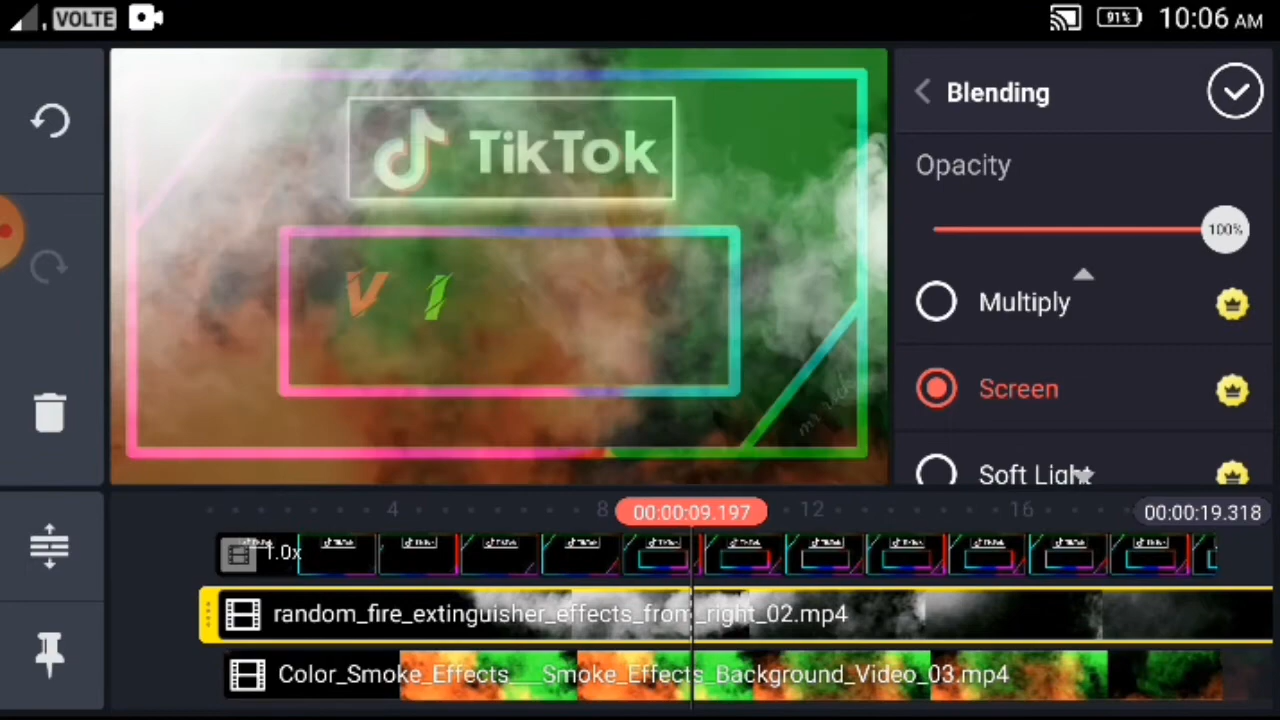 VOLTE
91%
10:06 AM
TikTok
V I
Blending
Opacity
100%
Multiply
Screen
Soft Light
4
8
00:00:09.197
12
16
00:00:19.318
1.0x
random_fire_extinguisher_effects_from_right_02.mp4
Color_Smoke_Effects___Smoke_Effects_Background_Video_03.mp4